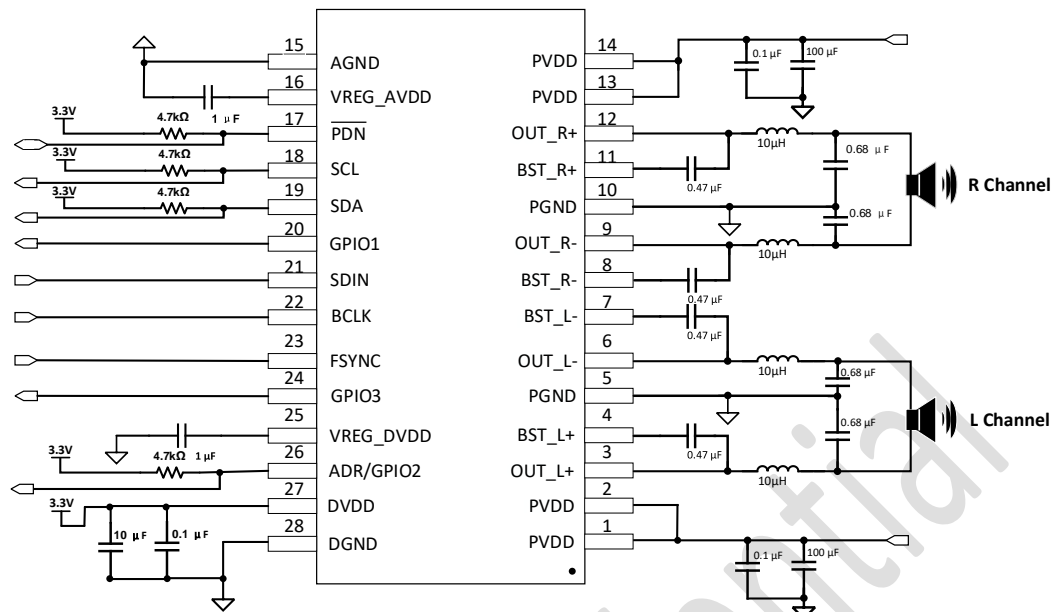 15
AGND
16
VREG_AVDD
1 μF
3.3V
4.7kΩ
17
PDN
3.3V
4.7kΩ
18
SCL
3.3V
4.7kΩ
19
SDA
20
GPIO1
21
SDIN
22
BCLK
23
FSYNC
24
GPIO3
25
VREG_DVDD
1 μF
3.3V
4.7kΩ
26
ADR/GPIO2
3.3V
27
DVDD
10 μF
0.1 μF
28
DGND
14
PVDD
0.1 μF
100 μF
13
PVDD
12
OUT_R+
10μH
11
BST_R+
0.47 μF
0.68 μF
10
PGND
R Channel
0.68 μF
9
OUT_R-
10μH
8
BST_R-
0.47 μF
7
BST_L-
0.47 μF
6
OUT_L-
10μH
0.68 μF
5
PGND
L Channel
0.68 μF
4
BST_L+
0.47 μF
3
OUT_L+
10μH
2
PVDD
1
PVDD
0.1 μF
100 μF